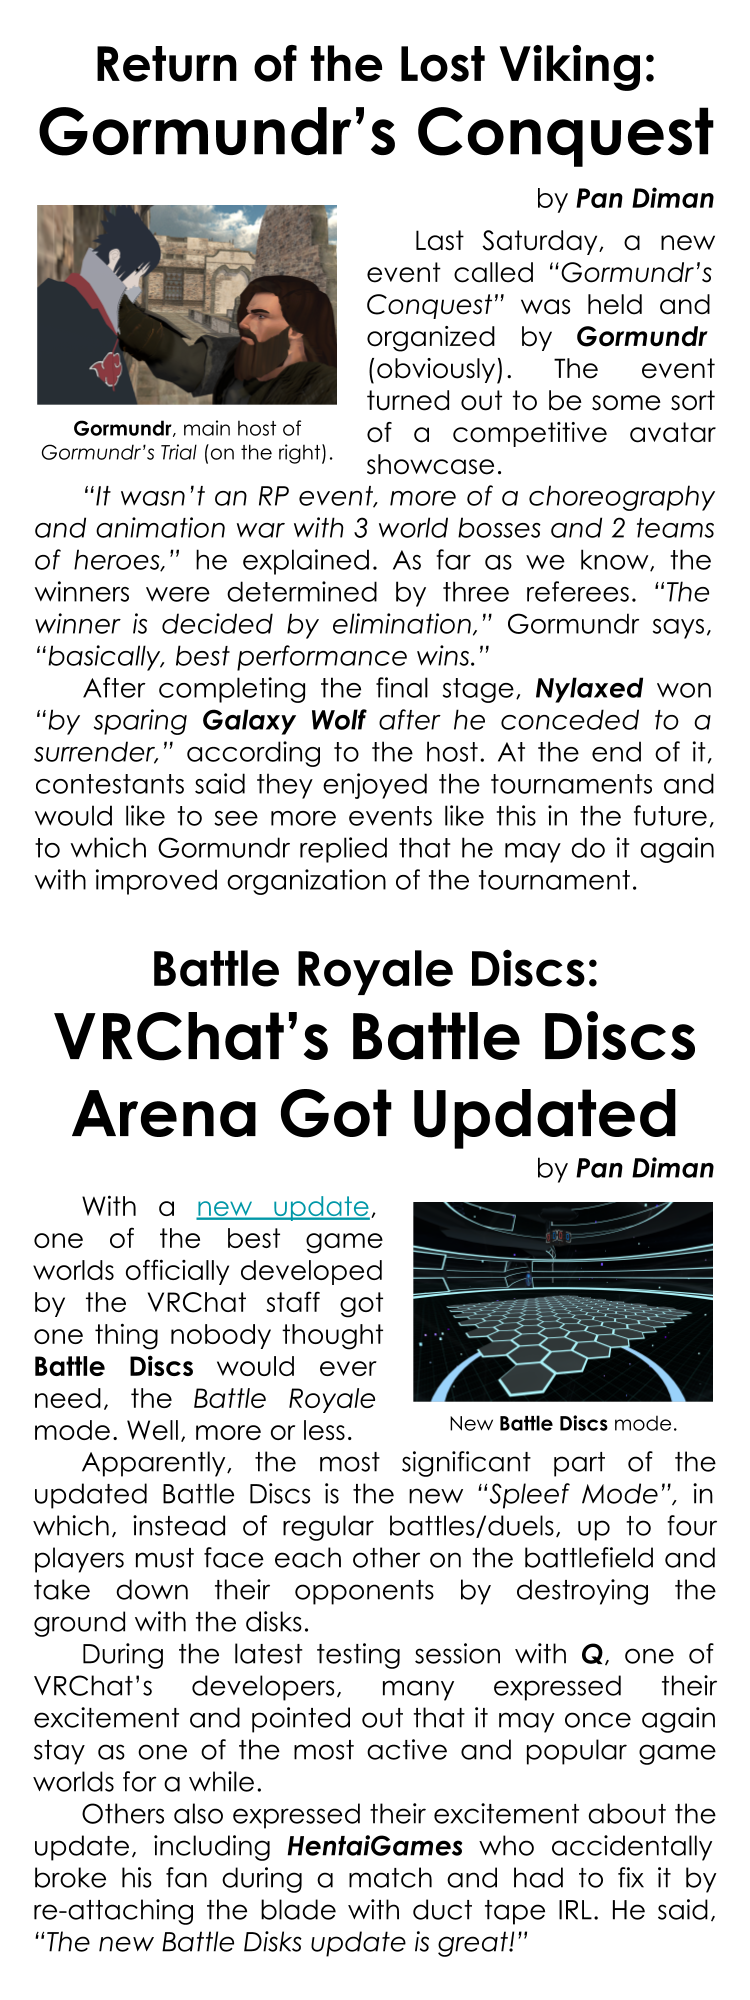 Return of the Lost Viking:
Gormundr’s Conquest
by Pan Diman
Gormundr, main host of
Gormundr’s Trial (on the right).
Last Saturday, a new
event called “Gormundr’s
Conquest” was held and
organized by Gormundr
(obviously). The event
turned out to be some sort
of a competitive avatar
showcase.
“It wasn’t an RP event, more of a choreography
and animation war with 3 world bosses and 2 teams
of heroes,” he explained. As far as we know, the
winners were determined by three referees. “The
winner is decided by elimination,” Gormundr says,
“basically, best performance wins.”
After completing the final stage, Nylaxed won
“by sparing Galaxy Wolf after he conceded to a
surrender,” according to the host. At the end of it,
contestants said they enjoyed the tournaments and
would like to see more events like this in the future,
to which Gormundr replied that he may do it again
with improved organization of the tournament.
Battle Royale Discs:
VRChat’s Battle Discs
Arena Got Updated
by Pan Diman
With a new update,
one of the best game
worlds officially developed
by the VRChat staff got
one thing nobody thought
Battle Discs would ever
need, the Battle Royale
mode. Well, more or less.
New Battle Discs mode.
Apparently, the most significant part of the
updated Battle Discs is the new “Spleef Mode”, in
which, instead of regular battles/duels, up to four
players must face each other on the battlefield and
take down their opponents by destroying the
ground with the disks.
During the latest testing session with Q, one of
VRChat’s developers, many expressed their
excitement and pointed out that it may once again
stay as one of the most active and popular game
worlds for a while.
Others also expressed their excitement about the
update, including HentaiGames who accidentally
broke his fan during a match and had to fix it by
re-attaching the blade with duct tape IRL. He said,
“The new Battle Disks update is great!”